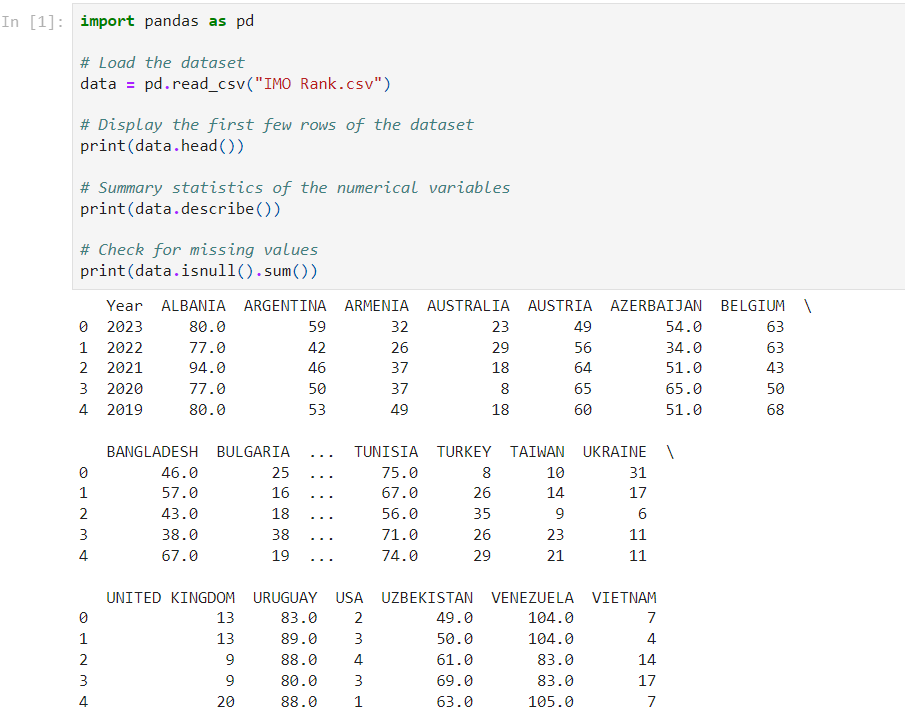 In [1]: import pandas as pd
# Load the dataset
data = pd.read_csv("IMO Rank.csv")
# Display the first few rows of the dataset
print(data.head())
# Summary statistics of the numerical variables
print(data.describe())
# Check for missing values
print(data.isnull().sum())
Year ALBANIA ARGENTINA ARMENIA AUSTRALIA AUSTRIA AZERBAIJAN BELGIUM \
0 2023 80.0 59 32 23 49 54.0 63
1 2022 77.0 42 26 29 56 34.0 63
2 2021 94.0 46 37 18 64 51.0 43
3 2020 77.0 50 37 8 65 65.0 50
4 2019 80.0 53 49 18 60 51.0 68
BANGLADESH BULGARIA ... TUNISIA TURKEY TAIWAN UKRAINE \
0 46.0 25 ... 75.0 8 10 31
1 57.0 16 ... 67.0 26 14 17
2 43.0 18 ... 56.0 35 9 6
3 38.0 38 ... 71.0 26 23 11
4 67.0 19 ... 74.0 29 21 11
UNITED KINGDOM URUGUAY USA UZBEKISTAN VENEZUELA VIETNAM
0 13 83.0 2 49.0 104.0 7
1 13 89.0 3 50.0 104.0 4
2 9 88.0 4 61.0 83.0 14
3 9 80.0 3 69.0 83.0 17
4 20 88.0 1 63.0 105.0 7